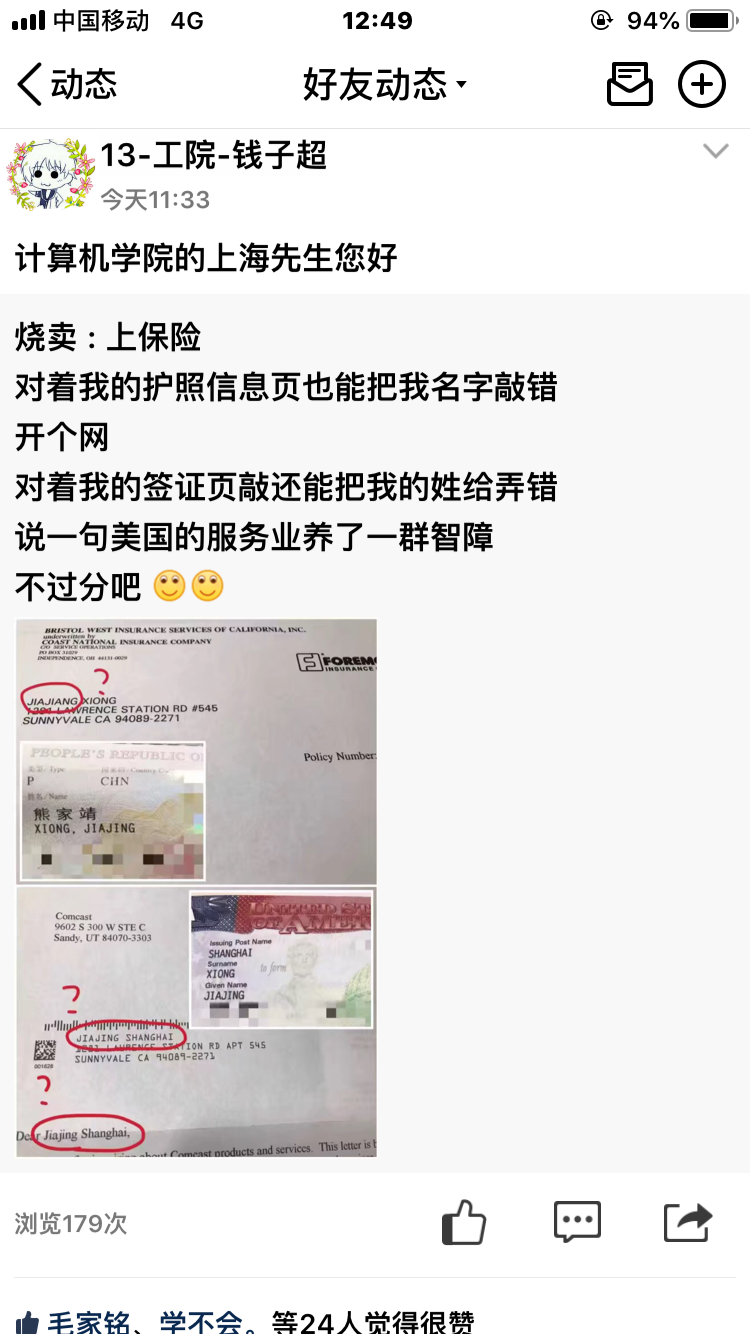 中国移动 4G 12:49 94%
动态 好友动态
13-工院-钱子超
今天11:33
计算机学院的上海先生您好
烧卖：上保险
对着我的护照信息页也能把我名字敲错
开个网
对着我的签证页敲还能把我的姓给弄错
说一句美国的服务业养了一群智障
不过分吧
BRISTOL WEST INSURANCE SERVICES OF CALIFORNIA, INC.
underwritten by
COAST NATIONAL INSURANCE COMPANY
C/O SERVICE OPERATIONS
PO BOX 31029
INDEPENDENCE, OH 44131-0029
FOREMO
INSURANCE
?
JIAJIANG XIONG
LAWRENCE STATION RD #545
SUNNYVALE CA 94089-2271
Policy Number:
PEOPLE'S REPUBLIC O
Type Country
P CHN
Name
熊家靖
XIONG, JIAJING
Comcast
9602 S 300 W STE C
Sandy, UT 84070-3303
UNITED ST
OF AMER
Issuing Post Name
SHANGHAI
Surname
XIONG
Given Name
JIAJING
?
JIAJING SHANGHAI
LAWRENCE STATION RD APT 545
SUNNYVALE CA 94089-2271
?
Dear Jiajing Shanghai,
about Comcast products and services. This letter is
浏览179次
毛家铭、学不会。等24人觉得很赞